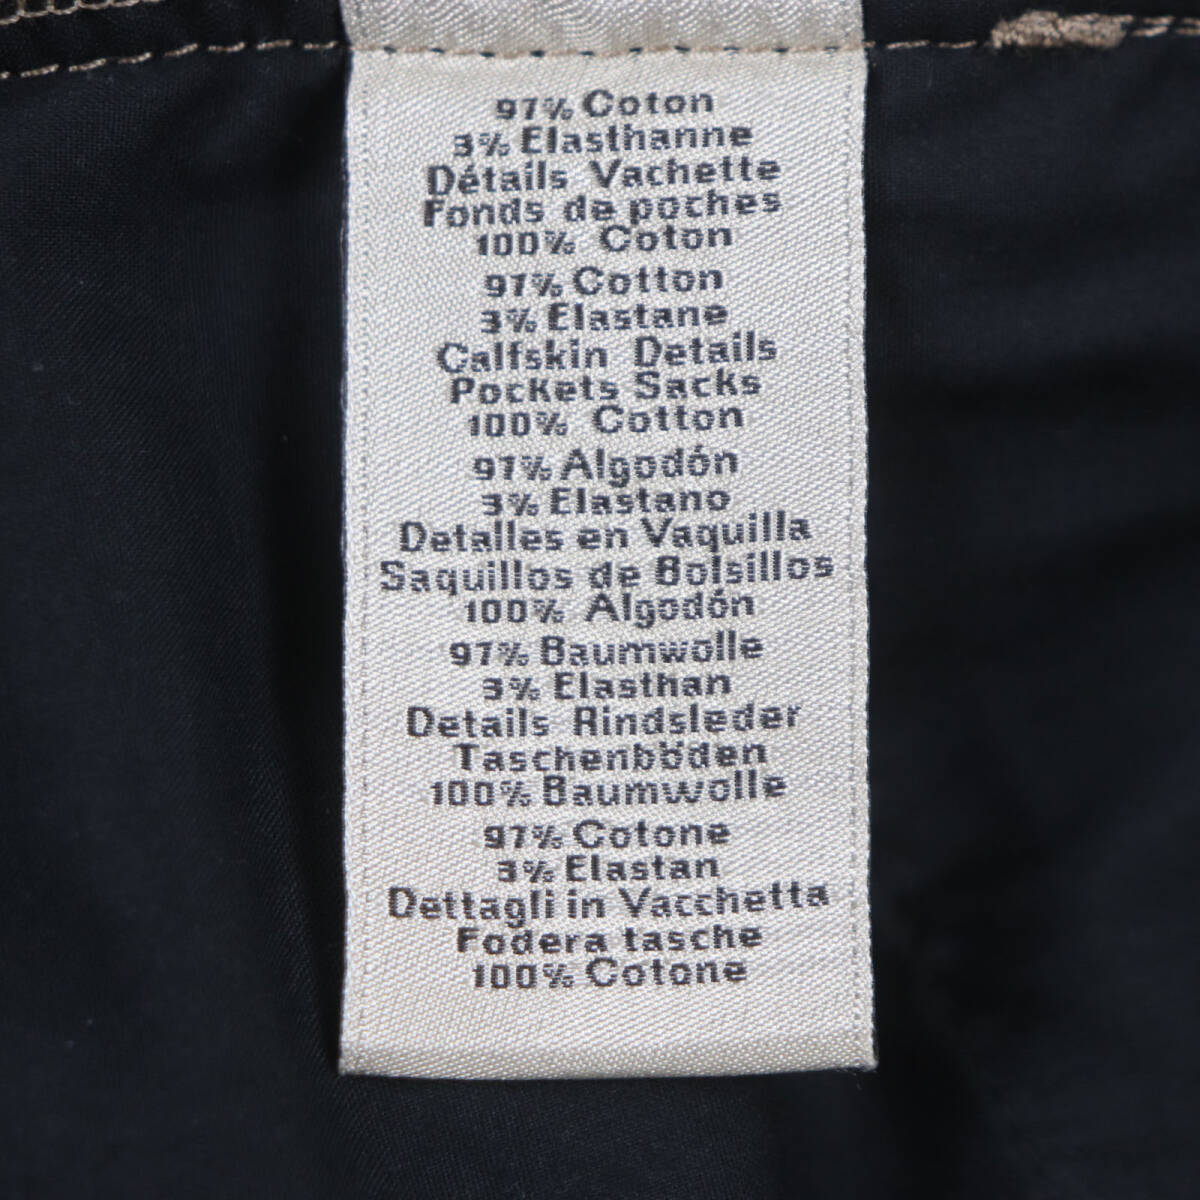 97% Coton
3% Elasthanne
Détails Vachette
Fonds de poches
100% Coton
97% Cotton
3% Elastane
Calfskin Details
Pockets Sacks
100% Cotton
97% Algodón
3% Elastano
Detalles en Vaquilla
Saquillos de Bolsillos
100% Algodón
97% Baumwolle
3% Elasthan
Details Rindsleder
Taschenböden
100% Baumwolle
97% Cotone
3% Elastan
Dettagli in Vacchetta
Fodera tasche
100% Cotone